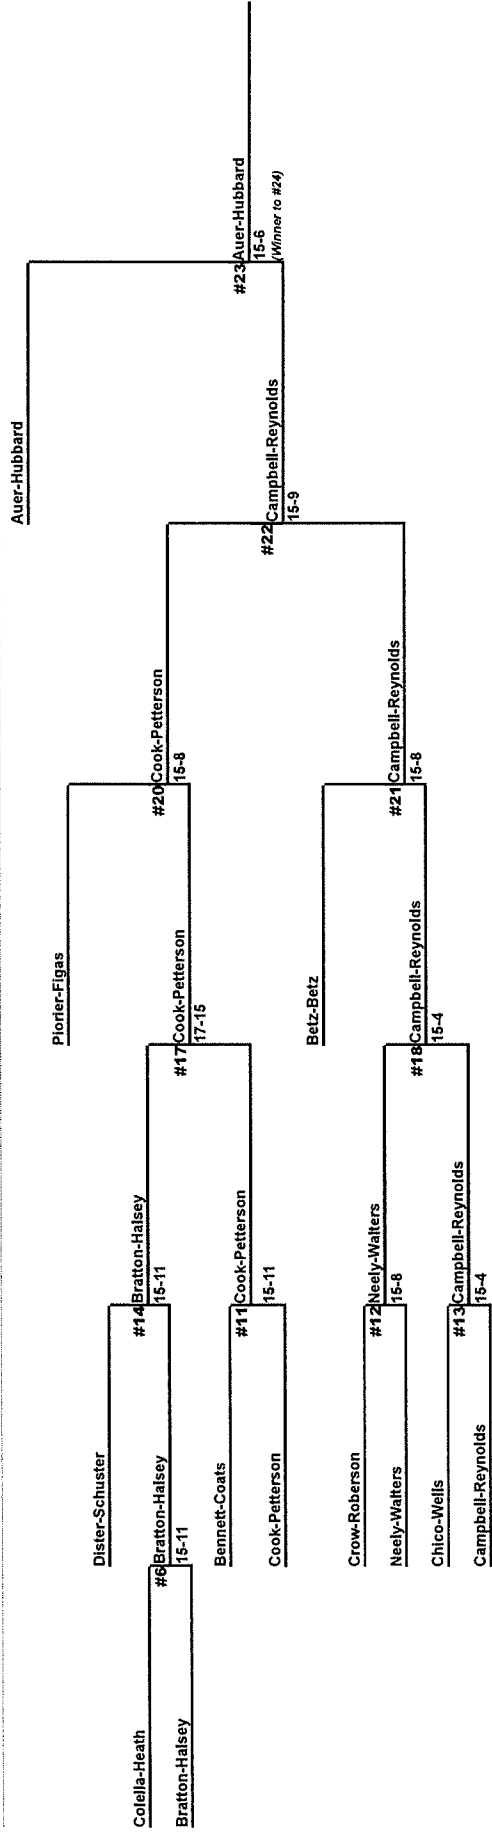 Colella-Heath
Bratton-Halsey
Dister-Schuster
#6 Bratton-Halsey
15-11
Bennett-Coats
Cook-Petterson
Crow-Roberson
Neely-Walters
Chico-Wells
Campbell-Reynolds
#14 Bratton-Halsey
15-11
#11 Cook-Petterson
15-11
#12 Neely-Walters
15-8
#13 Campbell-Reynolds
15-4
Piorier-Figas
#17 Cook-Petterson
17-15
Betz-Betz
#18 Campbell-Reynolds
15-4
#20 Cook-Petterson
15-8
#21 Campbell-Reynolds
15-8
Auer-Hubbard
#22 Campbell-Reynolds
15-9
#23 Auer-Hubbard
15-6
(Winner to #24)